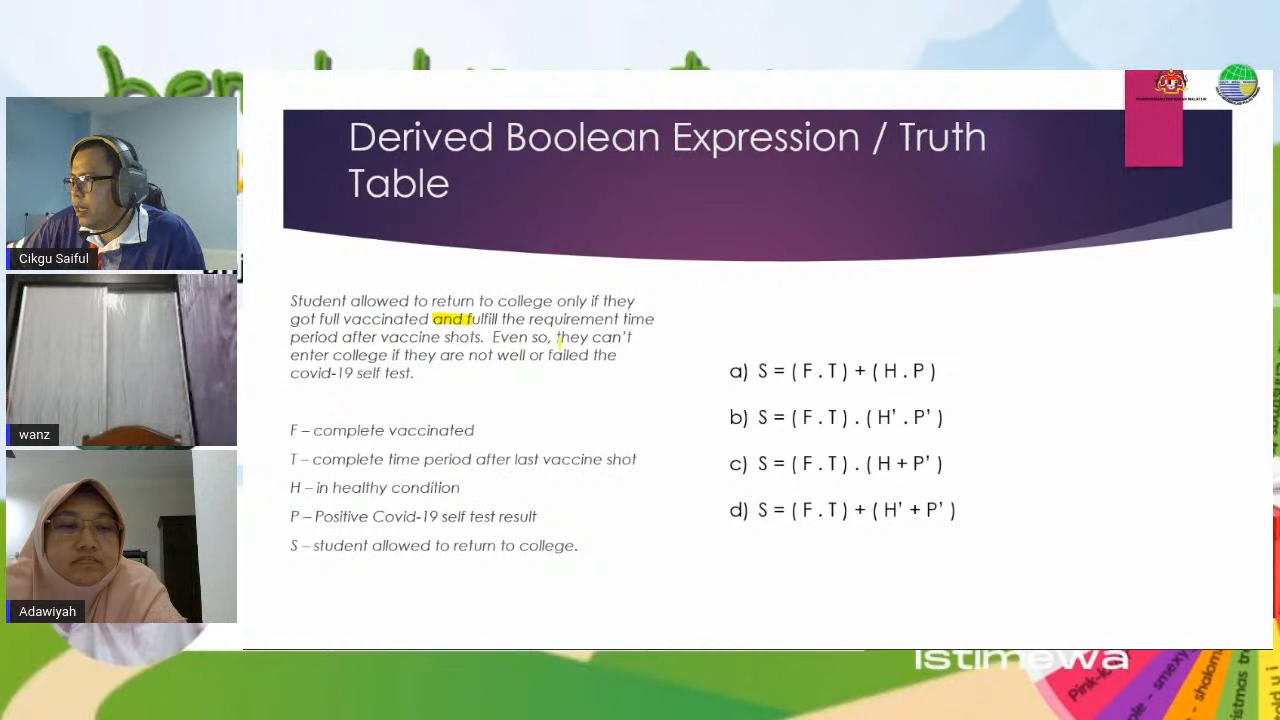 Derived Boolean Expression / Truth
Table
Cikgu Saiful
Student allowed to return to college only if they
got full vaccinated and fulfill the requirement time
period after vaccine shots. Even so, they can't
enter college if they are not well or failed the
covid-19 self test.
F – complete vaccinated
T – complete time period after last vaccine shot
H – in healthy condition
P – Positive Covid-19 self test result
S – student allowed to return to college.
a) S = ( F . T ) + ( H . P )
b) S = ( F . T ) . ( H' . P' )
c) S = ( F . T ) . ( H + P' )
d) S = ( F . T ) + ( H' + P' )
wanz
Adawiyah
istimewa